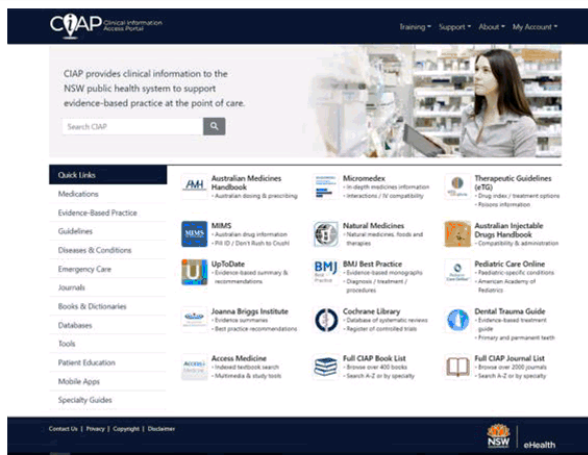 CIAP Clinical Information
Access Portal
Training Support About My Account
CIAP provides clinical information to the
NSW public health system to support
evidence-based practice at the point of care.
Search CIAP
Quick Links
Medications
Evidence-Based Practice
Guidelines
Diseases & Conditions
Emergency Care
Journals
Books & Dictionaries
Databases
Tools
Patient Education
Mobile Apps
Specialty Guides
AMH
Australian Medicines
Handbook
- Australian dosing & prescribing
Micromedex
- In-depth medicines information
- Interactions / IV compatibility
Therapeutic Guidelines
(eTG)
- Drug index / treatment options
- Poisons information
MIMS
MIMS
- Australian drug information
- Pill ID / Don't Rush to Crush!
Natural Medicines
- Natural medicines, foods and
therapies
Australian Injectable
Drugs Handbook
- Compatibility & administration
U
UpToDate
- Evidence-based summary &
recommendations
BMJ
Best
Practice
BMJ Best Practice
- Evidence-based monographs
- Diagnosis / treatment /
procedures
Pediatric Care Online
- Paediatric-specific conditions
- American Academy of
Pediatrics
Joanna Briggs Institute
- Evidence summaries
- Best practice recommendations
Cochrane Library
- Database of systematic reviews
- Register of controlled trials
Dental Trauma Guide
- Evidence-based treatment
guide
- Primary and permanent teeth
Access Medicine
- Indexed textbook search
- Multimedia & study tools
Full CIAP Book List
- Browse over 400 books
- Search A-Z or by specialty
Full CIAP Journal List
- Browse over 2000 journals
- Search A-Z or by specialty
Contact Us | Privacy | Copyright | Disclaimer
NSW
eHealth